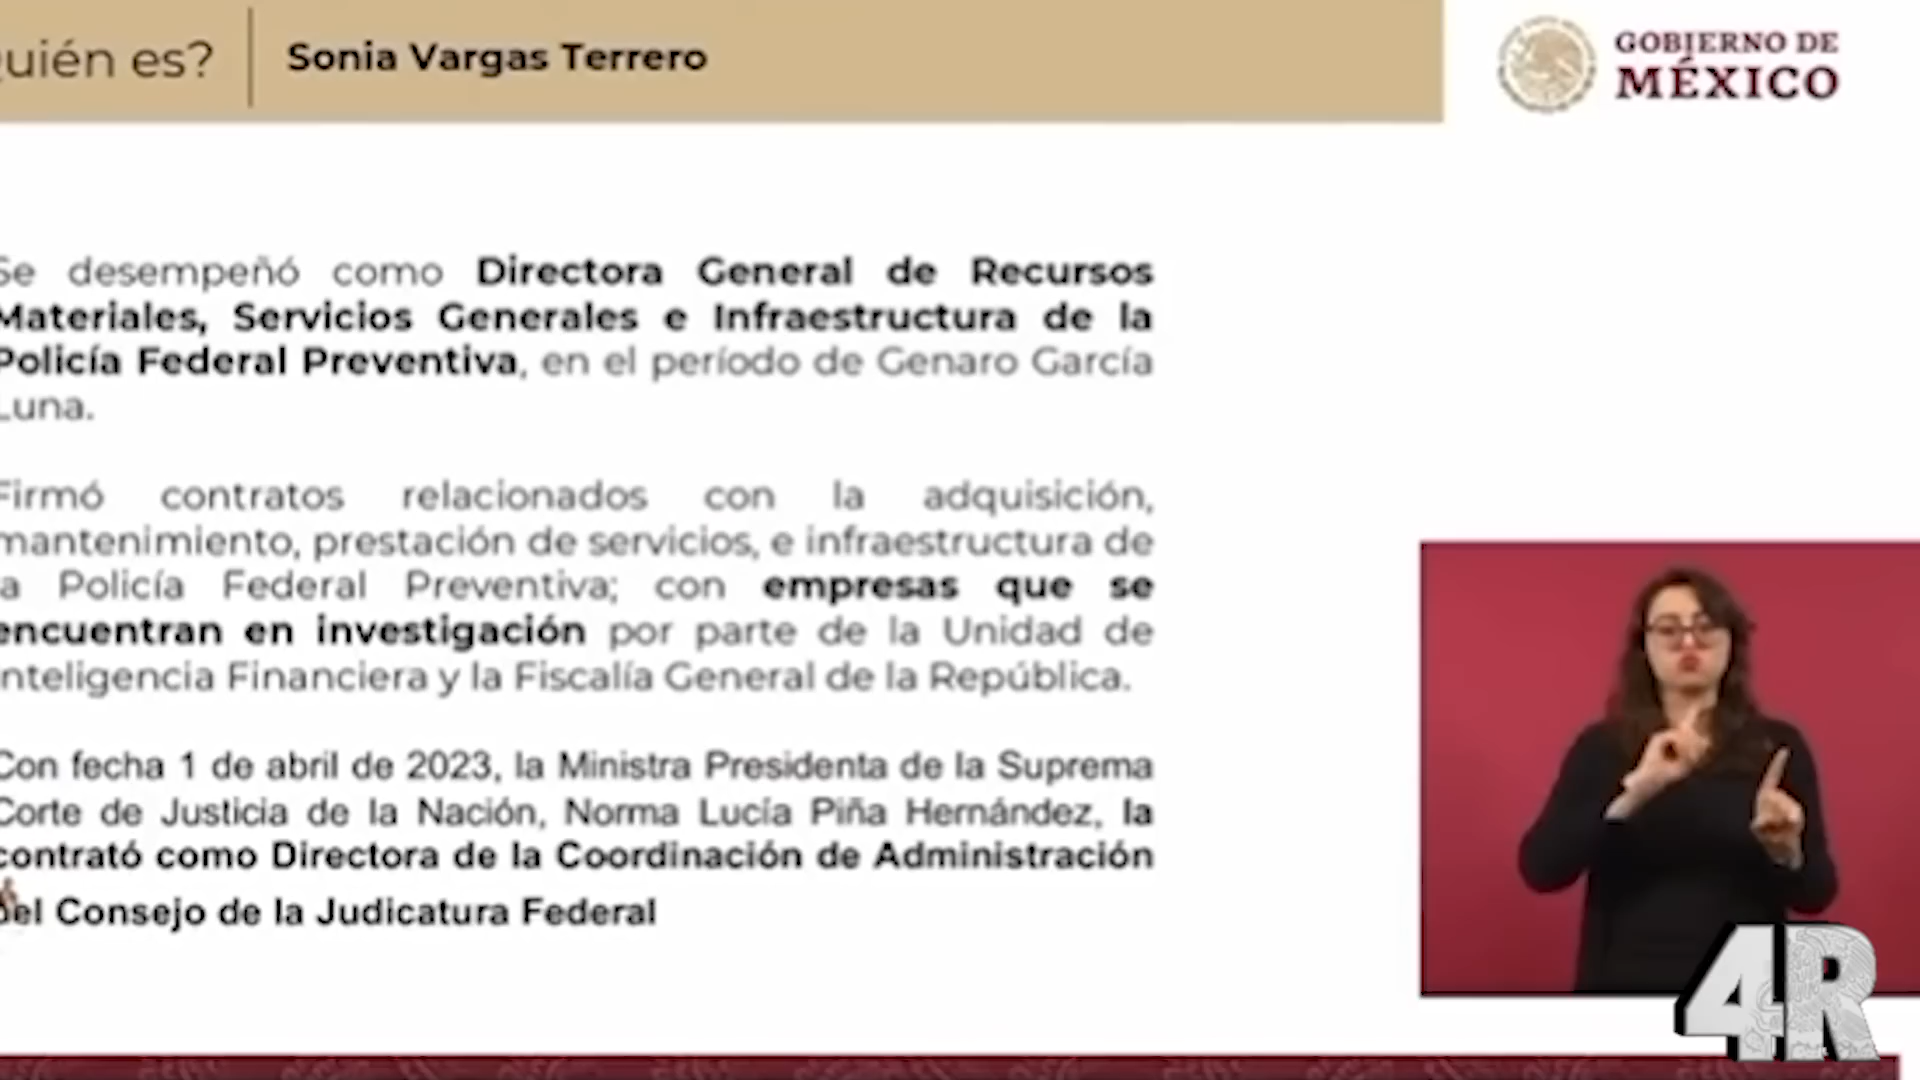 uién es?
Sonia Vargas Terrero
GOBIERNO DE
MÉXICO
Se desempeñó como Directora General de Recursos
Materiales, Servicios Generales e Infraestructura de la
Policía Federal Preventiva, en el período de Genaro García
Luna.
Firmó contratos relacionados con la adquisición,
mantenimiento, prestación de servicios, e infraestructura de
la Policía Federal Preventiva; con empresas que se
encuentran en investigación por parte de la Unidad de
Inteligencia Financiera y la Fiscalía General de la República.
Con fecha 1 de abril de 2023, la Ministra Presidenta de la Suprema
Corte de Justicia de la Nación, Norma Lucía Piña Hernández, la
contrató como Directora de la Coordinación de Administración
del Consejo de la Judicatura Federal
4R